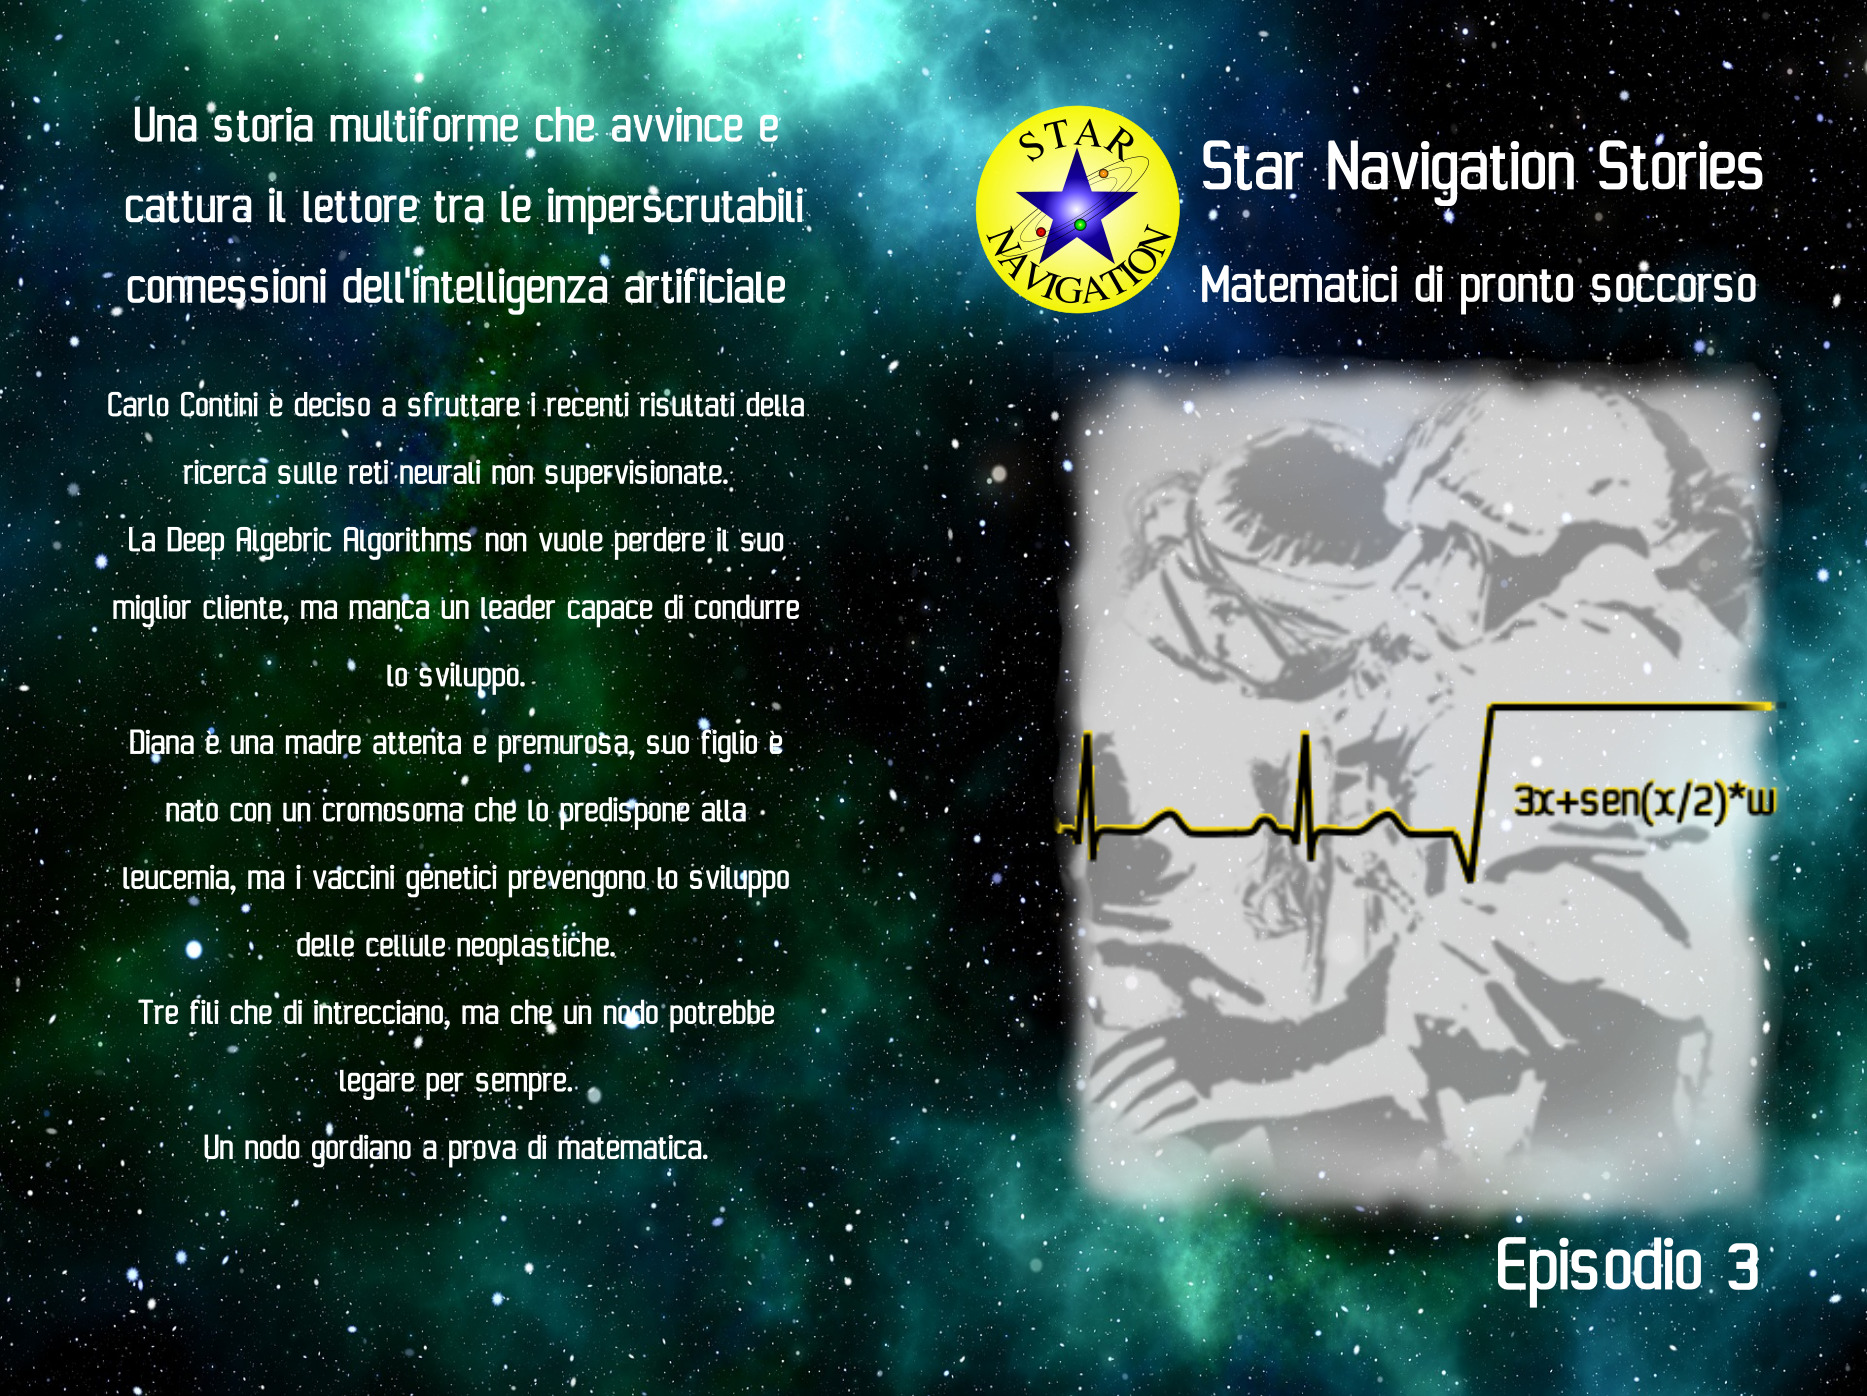 Una storia multiforme che avvince e
cattura il lettore tra le imperscrutabili
connessioni dell'intelligenza artificiale
Carlo Contini è deciso a sfruttare i recenti risultati della
ricerca sulle reti neurali non supervisionate.
La Deep Algebric Algorithms non vuole perdere il suo
miglior cliente, ma manca un leader capace di condurre
lo sviluppo.
Diana è una madre attenta e premurosa, suo figlio è
nato con un cromosoma che lo predispone alla
leucemia, ma i vaccini genetici prevengono lo sviluppo
delle cellule neoplastiche.
Tre fili che di intrecciano, ma che un nodo potrebbe
legare per sempre.
Un nodo gordiano a prova di matematica.
STAR
NAVIGATION
Star Navigation Stories
Matematici di pronto soccorso
3x+sen(x/2)*w
Episodio 3